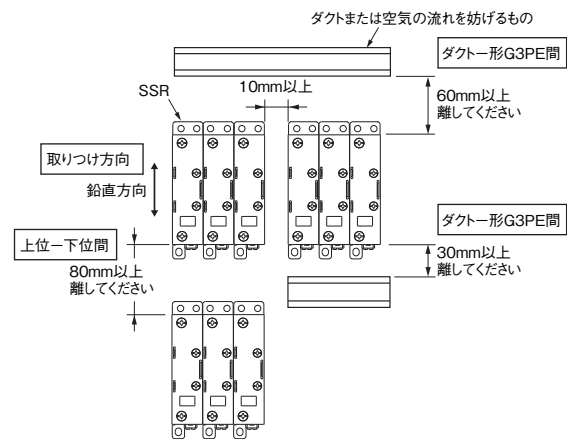 ダクトまたは空気の流れを妨げるもの
ダクトー形G3PE間
10mm以上
60mm以上
離してください
SSR
取りつけ方向
鉛直方向
ダクトー形G3PE間
上位ー下位間
80mm以上
離してください
30mm以上
離してください